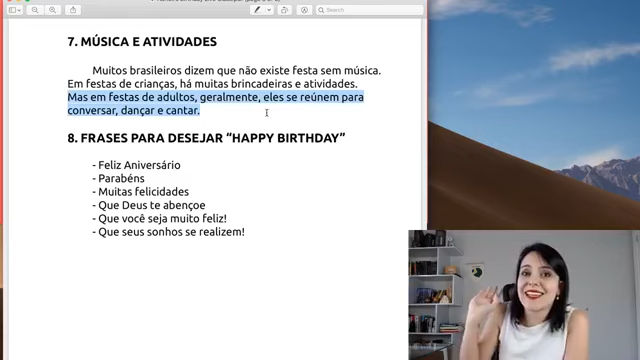 7. MÚSICA E ATIVIDADES
Muitos brasileiros dizem que não existe festa sem música.
Em festas de crianças, há muitas brincadeiras e atividades.
Mas em festas de adultos, geralmente, eles se reúnem para
conversar, dançar e cantar.
8. FRASES PARA DESEJAR “HAPPY BIRTHDAY”
- Feliz Aniversário
- Parabéns
- Muitas felicidades
- Que Deus te abençoe
- Que você seja muito feliz!
- Que seus sonhos se realizem!